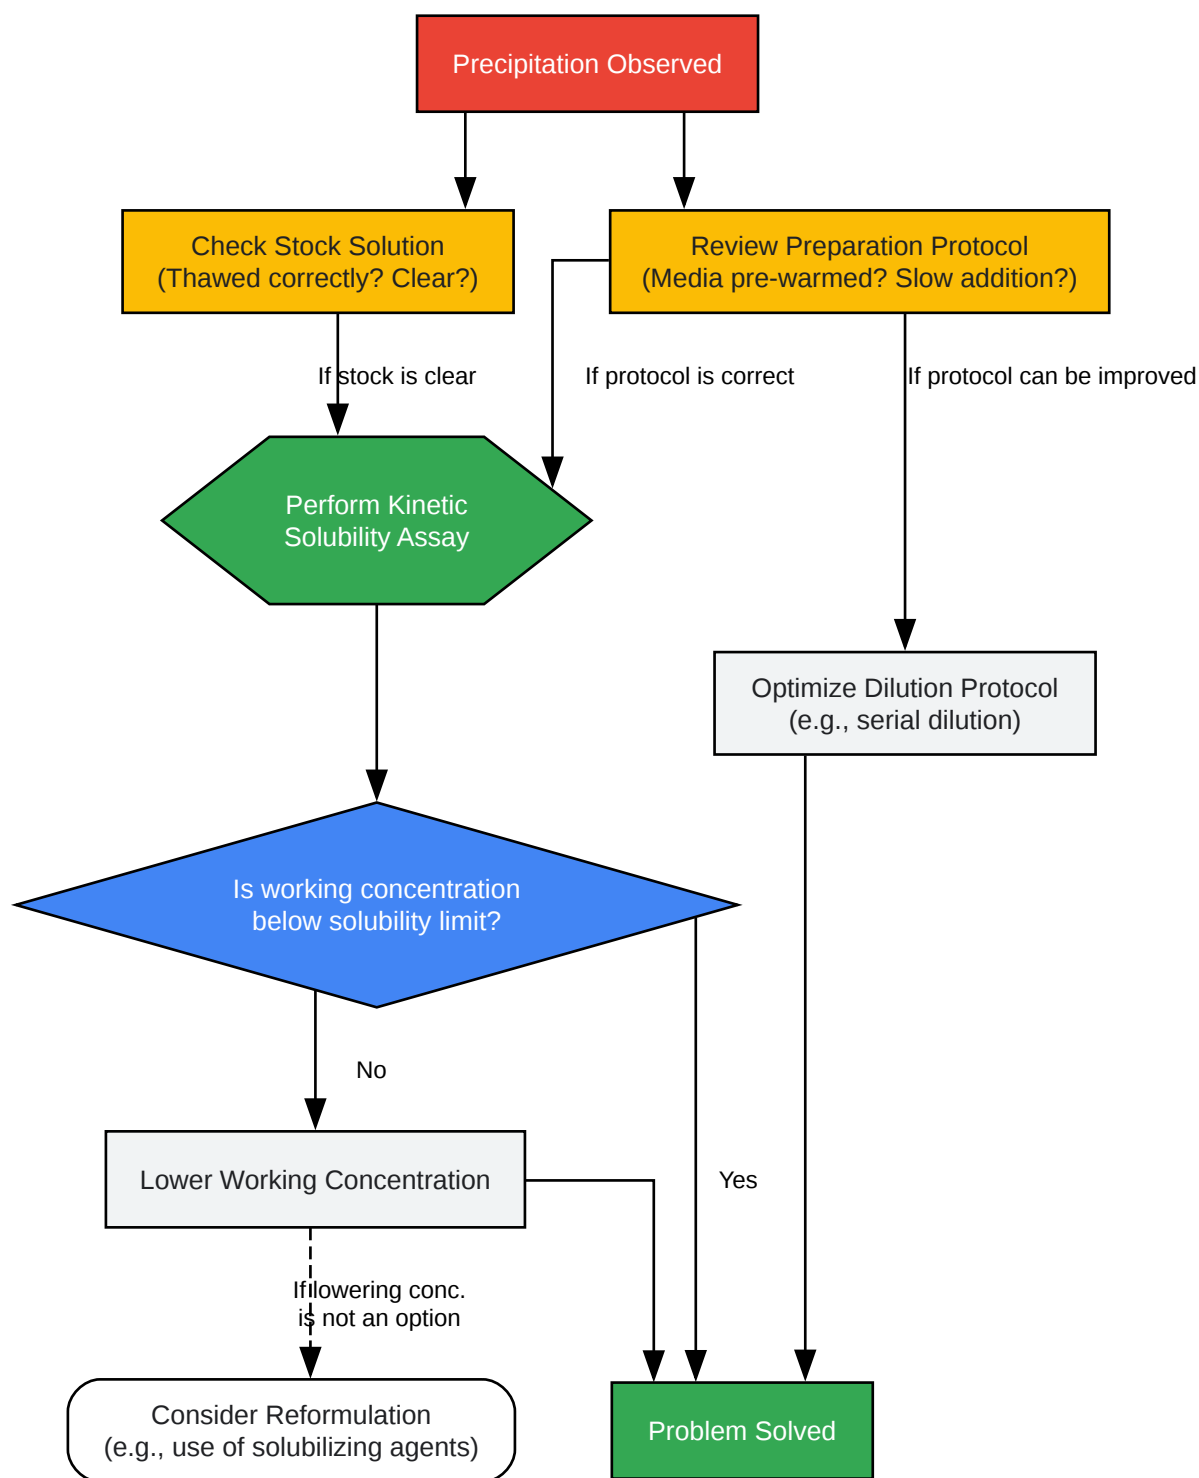 Precipitation Observed
Check Stock Solution
(Thawed correctly? Clear?)
Review Preparation Protocol
(Media pre-warmed? Slow addition?)
If stock is clear
If protocol is correct
If protocol can be improved
Perform Kinetic
Solubility Assay
Optimize Dilution Protocol
(e.g., serial dilution)
Is working concentration
below solubility limit?
No
Lower Working Concentration
Yes
If lowering conc.
is not an option
Consider Reformulation
(e.g., use of solubilizing agents)
Problem Solved